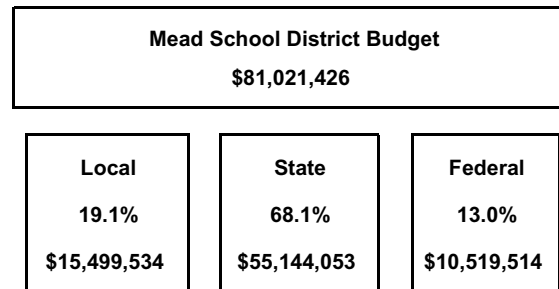 Mead School District Budget
$81,021,426
Local
19.1%
$15,499,534
State
68.1%
$55,144,053
Federal
13.0%
$10,519,514